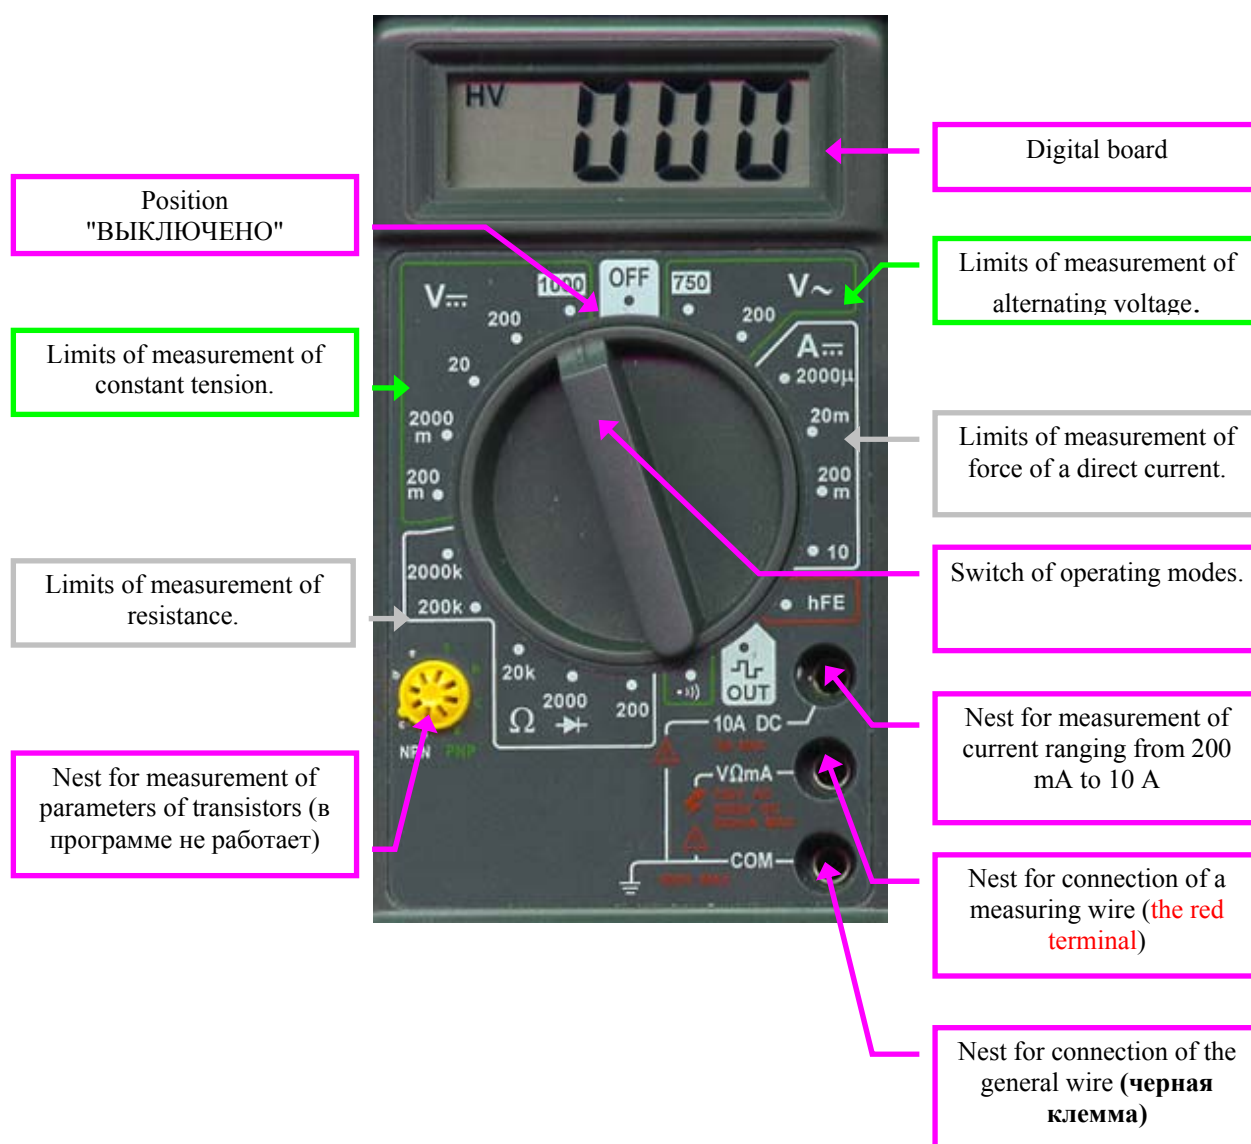 HV 000
Digital board
Position
"ВЫКЛЮЧЕНО"
Limits of measurement of
alternating voltage.
Limits of measurement of
constant tension.
Limits of measurement of
force of a direct current.
Switch of operating modes.
Limits of measurement of
resistance.
Nest for measurement of
current ranging from 200
mA to 10 A
Nest for measurement of
parameters of transistors (в
программе не работает)
Nest for connection of a
measuring wire (the red
terminal)
Nest for connection of the
general wire (черная
клемма)
V
1000
OFF
750
V~
200
200
A
20
2000µ
2000
m
20m
200
m
200
m
10
2000k
200k
hFE
20k
2000
200
Ω
•)))
OUT
NPN PNP
10A DC
VΩmA
COM